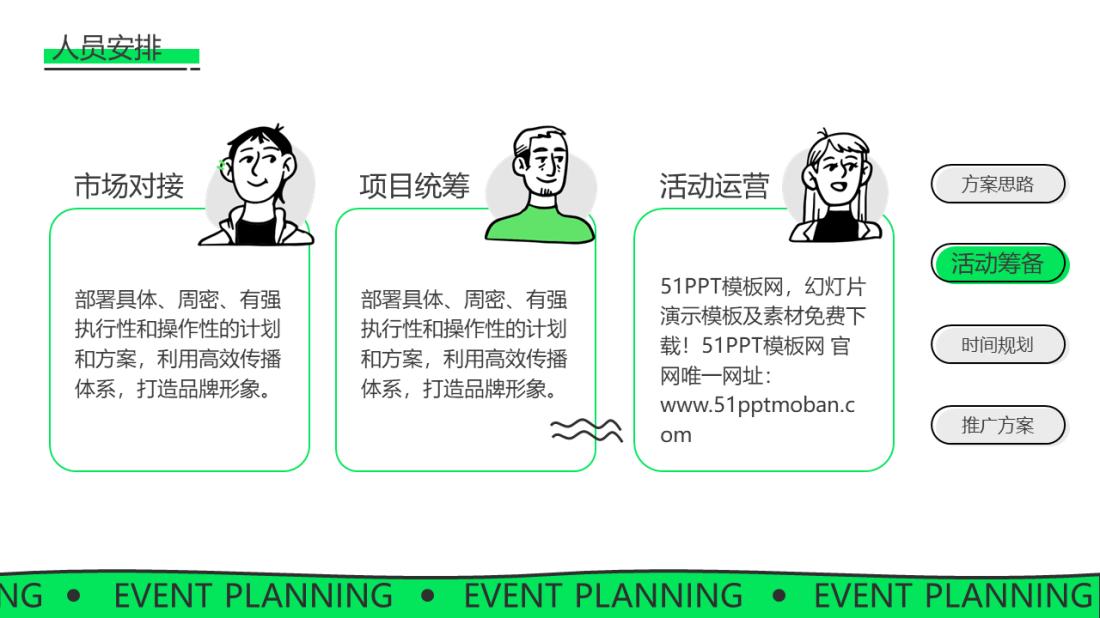 人员安排
市场对接
部署具体、周密、有强
执行性和操作性的计划
和方案，利用高效传播
体系，打造品牌形象。
项目统筹
部署具体、周密、有强
执行性和操作性的计划
和方案，利用高效传播
体系，打造品牌形象。
活动运营
51PPT模板网，幻灯片
演示模板及素材免费下
载！51PPT模板网 官
网唯一网址：
www.51pptmoban.c
om
方案思路
活动筹备
时间规划
推广方案
NG • EVENT PLANNING • EVENT PLANNING • EVENT PLANNING